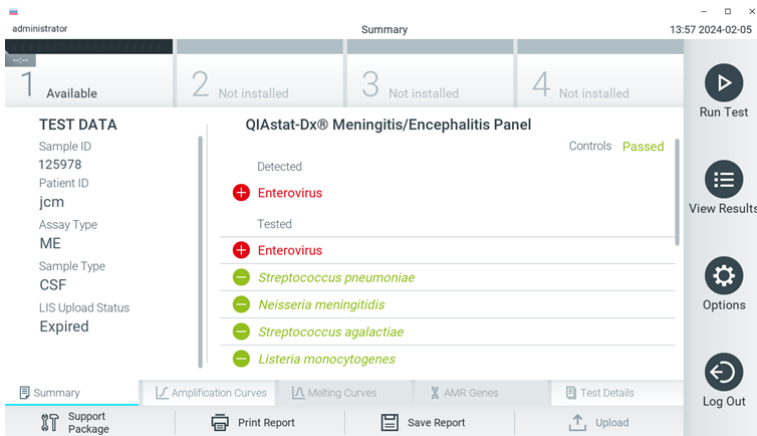 administrator
Summary
13:57 2024-02-05
--:--
1 Available
2 Not installed
3 Not installed
4 Not installed
Run Test
View Results
Options
Log Out
TEST DATA
Sample ID
125978
Patient ID
jcm
Assay Type
ME
Sample Type
CSF
LIS Upload Status
Expired
QIAstat-Dx® Meningitis/Encephalitis Panel
Controls Passed
Detected
Enterovirus
Tested
Enterovirus
Streptococcus pneumoniae
Neisseria meningitidis
Streptococcus agalactiae
Listeria monocytogenes
Summary
Amplification Curves
Melting Curves
AMR Genes
Test Details
Support
Package
Print Report
Save Report
Upload